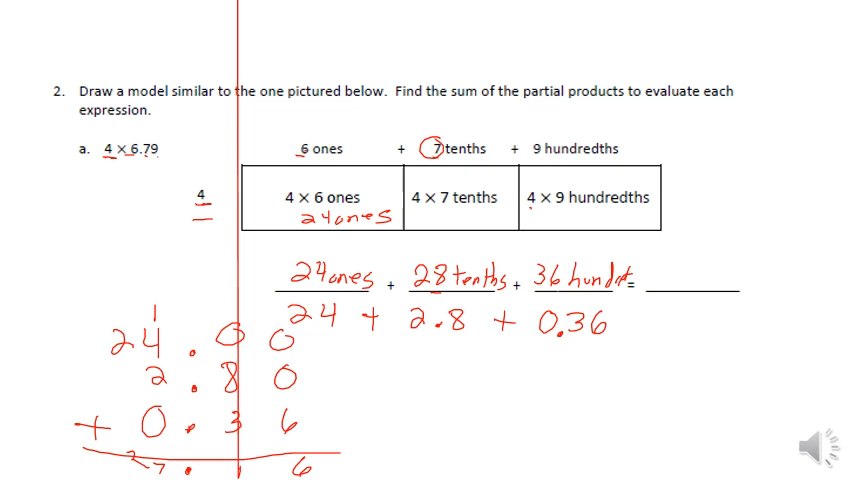 2. Draw a model similar to the one pictured below. Find the sum of the partial products to evaluate each
expression.
a. 4 × 6.79 6 ones + 7 tenths + 9 hundredths
4 4 × 6 ones 4 × 7 tenths 4 × 9 hundredths
24 ones
24 ones + 28 tenths + 36 hundret =
24 + 2.8 + 0.36
1
24.00
2.80
+ 0.36
27.16